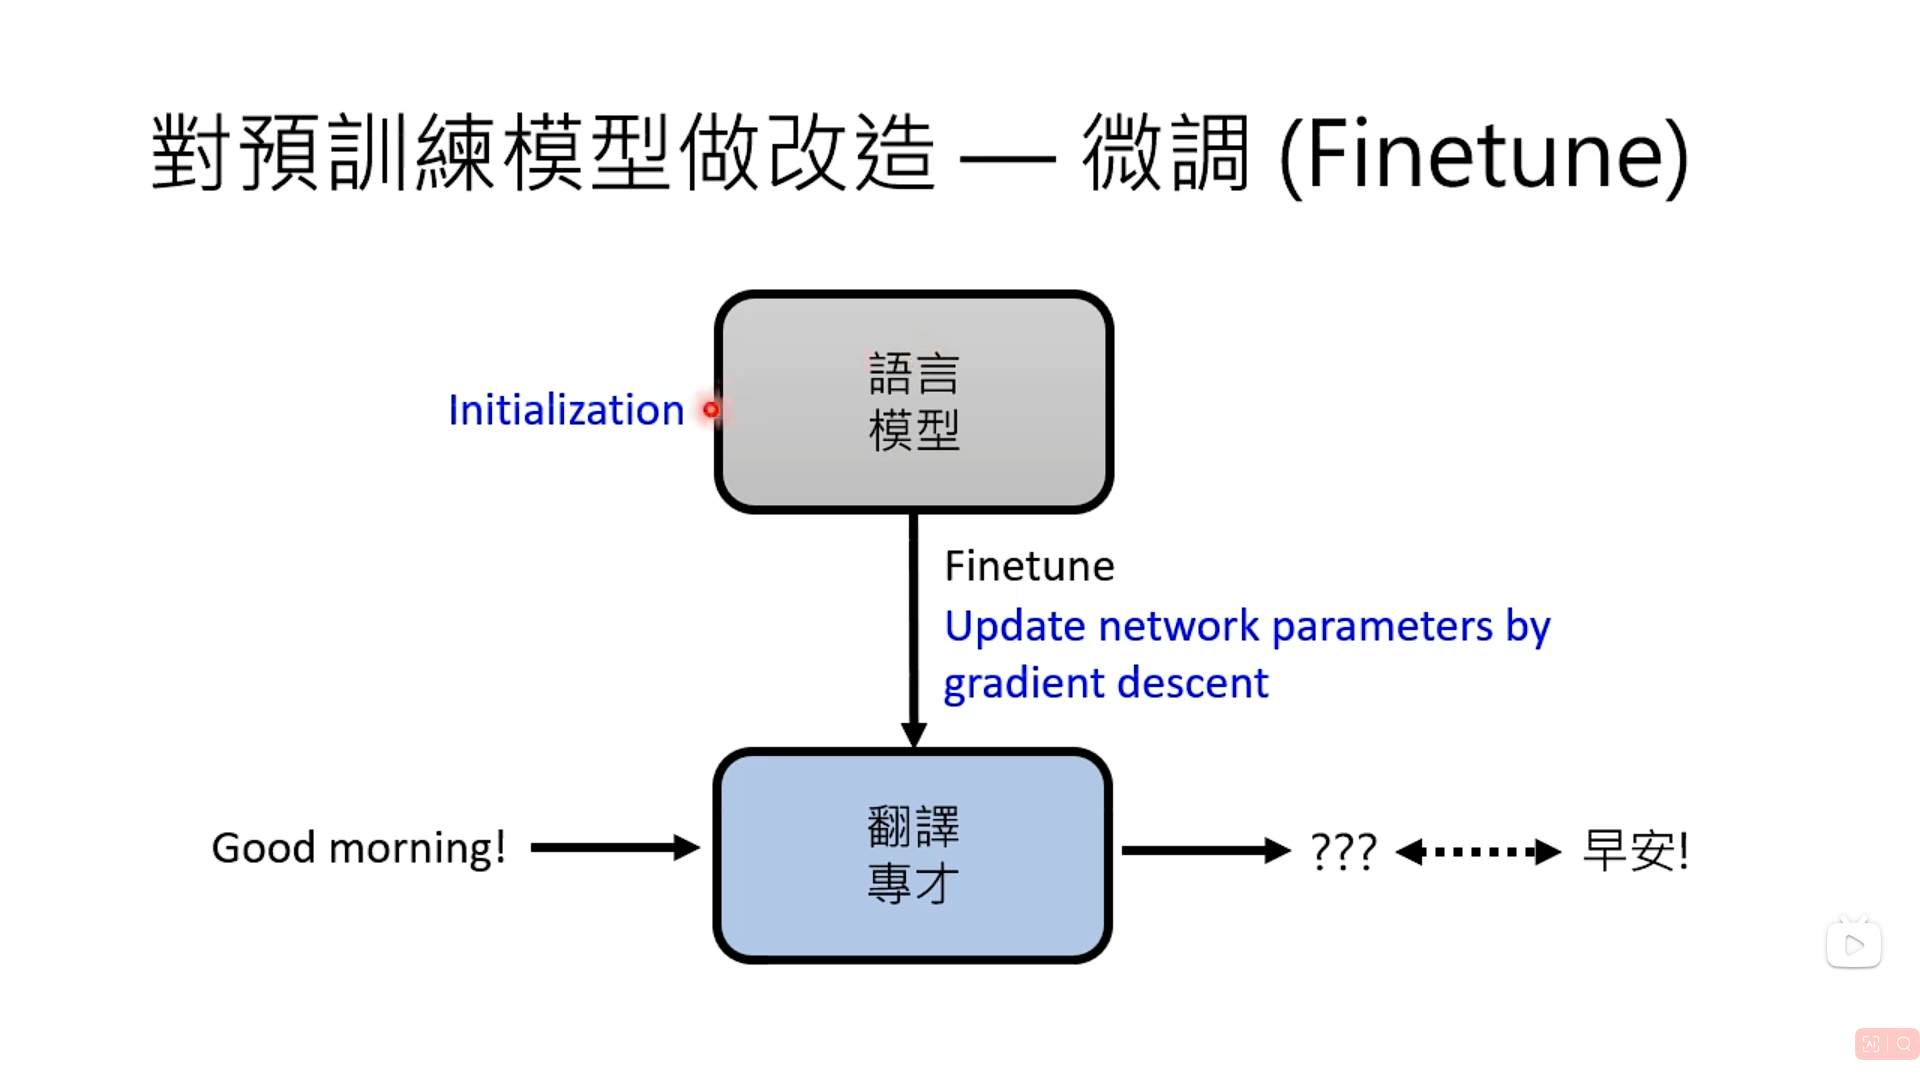 對預訓練模型做改造 — 微調 (Finetune)
語言
模型
Initialization
Finetune
Update network parameters by
gradient descent
翻譯
專才
Good morning!
???
早安!
AI